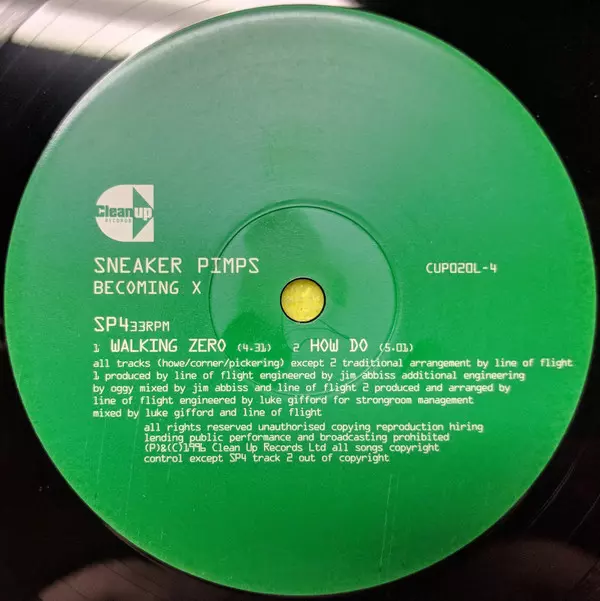 Clean Up
RECORDS
SNEAKER PIMPS
BECOMING X
CUP020L-4
SP433RPM
1 WALKING ZERO (4.31) 2 HOW DO (5.01)
all tracks (howe/corner/pickering) except 2 traditional arrangement by line of flight
1 produced by line of flight engineered by jim abbiss additional engineering
by oggy mixed by jim abbiss and line of flight 2 produced and arranged by
line of flight engineered by luke gifford for strongroom management
mixed by luke gifford and line of flight
all rights reserved unauthorised copying reproduction hiring
lending public performance and broadcasting prohibited
(P)&(C)1996 Clean Up Records Ltd all songs copyright
control except SP4 track 2 out of copyright